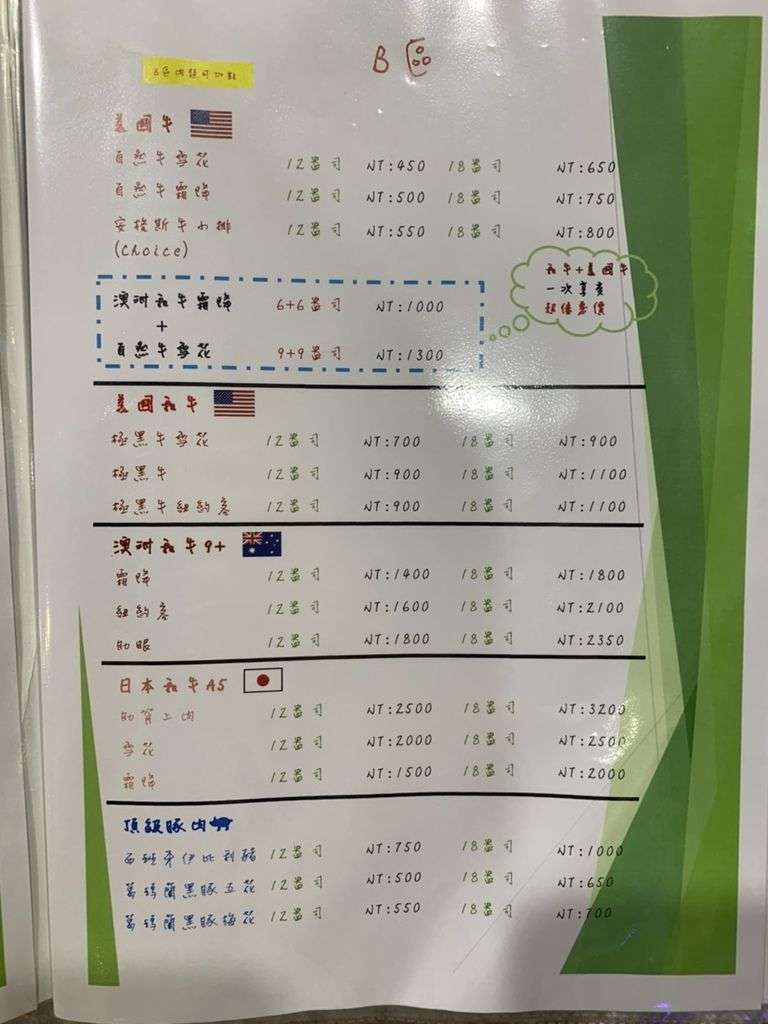 B區
B區肉類可加點
美國牛
自然牛雪花 12盎司 NT:450 18盎司 NT:650
自然牛霜降 12盎司 NT:500 18盎司 NT:750
安格斯牛小排 12盎司 NT:550 18盎司 NT:800
(Choice)
和牛+美國牛
一次享受
超值優惠價
澳洲和牛霜降 6+6盎司 NT:1000
+
自然牛雪花 9+9盎司 NT:1300
美國和牛
極黑牛雪花 12盎司 NT:700 18盎司 NT:900
極黑牛 12盎司 NT:900 18盎司 NT:1100
極黑牛紐約客 12盎司 NT:900 18盎司 NT:1100
澳洲和牛9+
霜降 12盎司 NT:1400 18盎司 NT:1800
紐約客 12盎司 NT:1600 18盎司 NT:2100
肋眼 12盎司 NT:1800 18盎司 NT:2350
日本和牛A5
肋脊上肉 12盎司 NT:2500 18盎司 NT:3200
雪花 12盎司 NT:2000 18盎司 NT:2500
霜降 12盎司 NT:1500 18盎司 NT:2000
頂級豚肉
西班牙伊比利豬 12盎司 NT:750 18盎司 NT:1000
葛瑪蘭黑豚五花 12盎司 NT:500 18盎司 NT:650
葛瑪蘭黑豚梅花 12盎司 NT:550 18盎司 NT:700